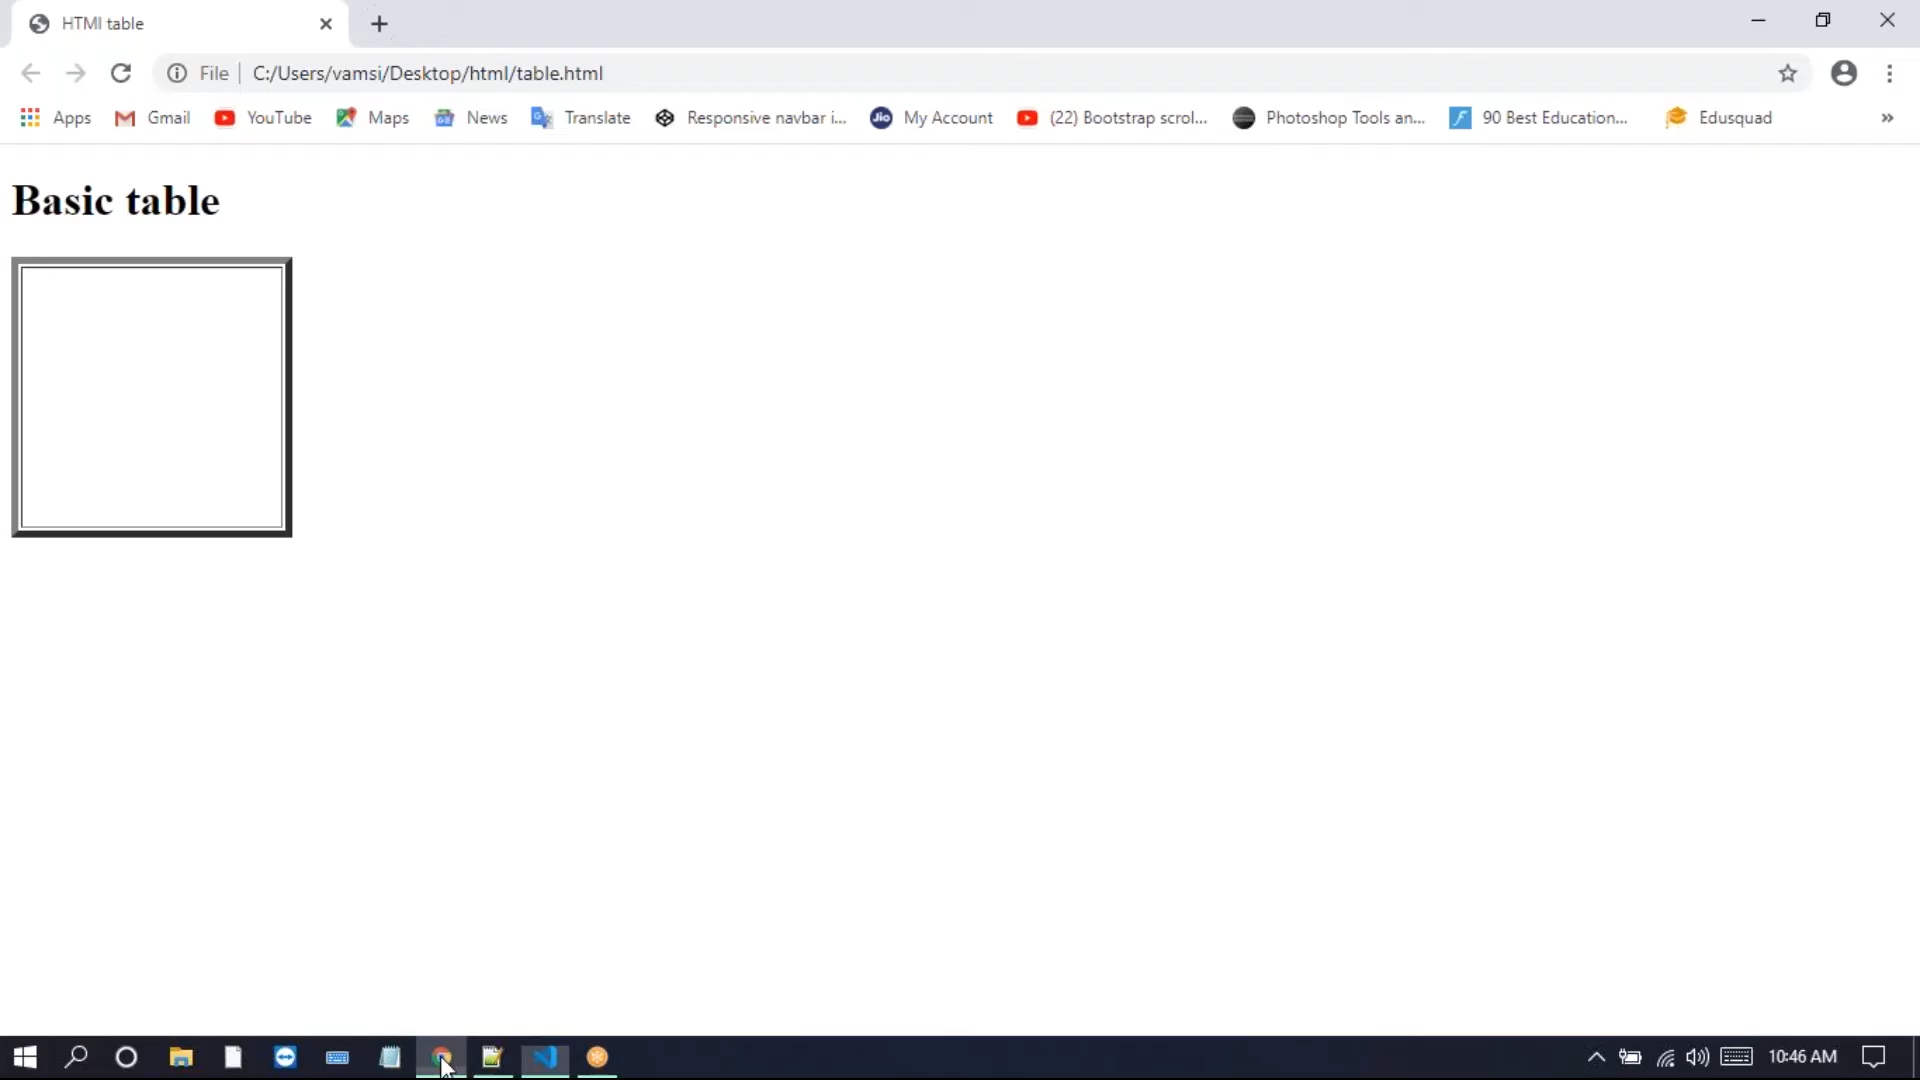 HTMl table
File C:/Users/vamsi/Desktop/html/table.html
Apps Gmail YouTube Maps News Translate Responsive navbar i... My Account (22) Bootstrap scrol... Photoshop Tools an... 90 Best Education... Edusquad »
Basic table
10:46 AM